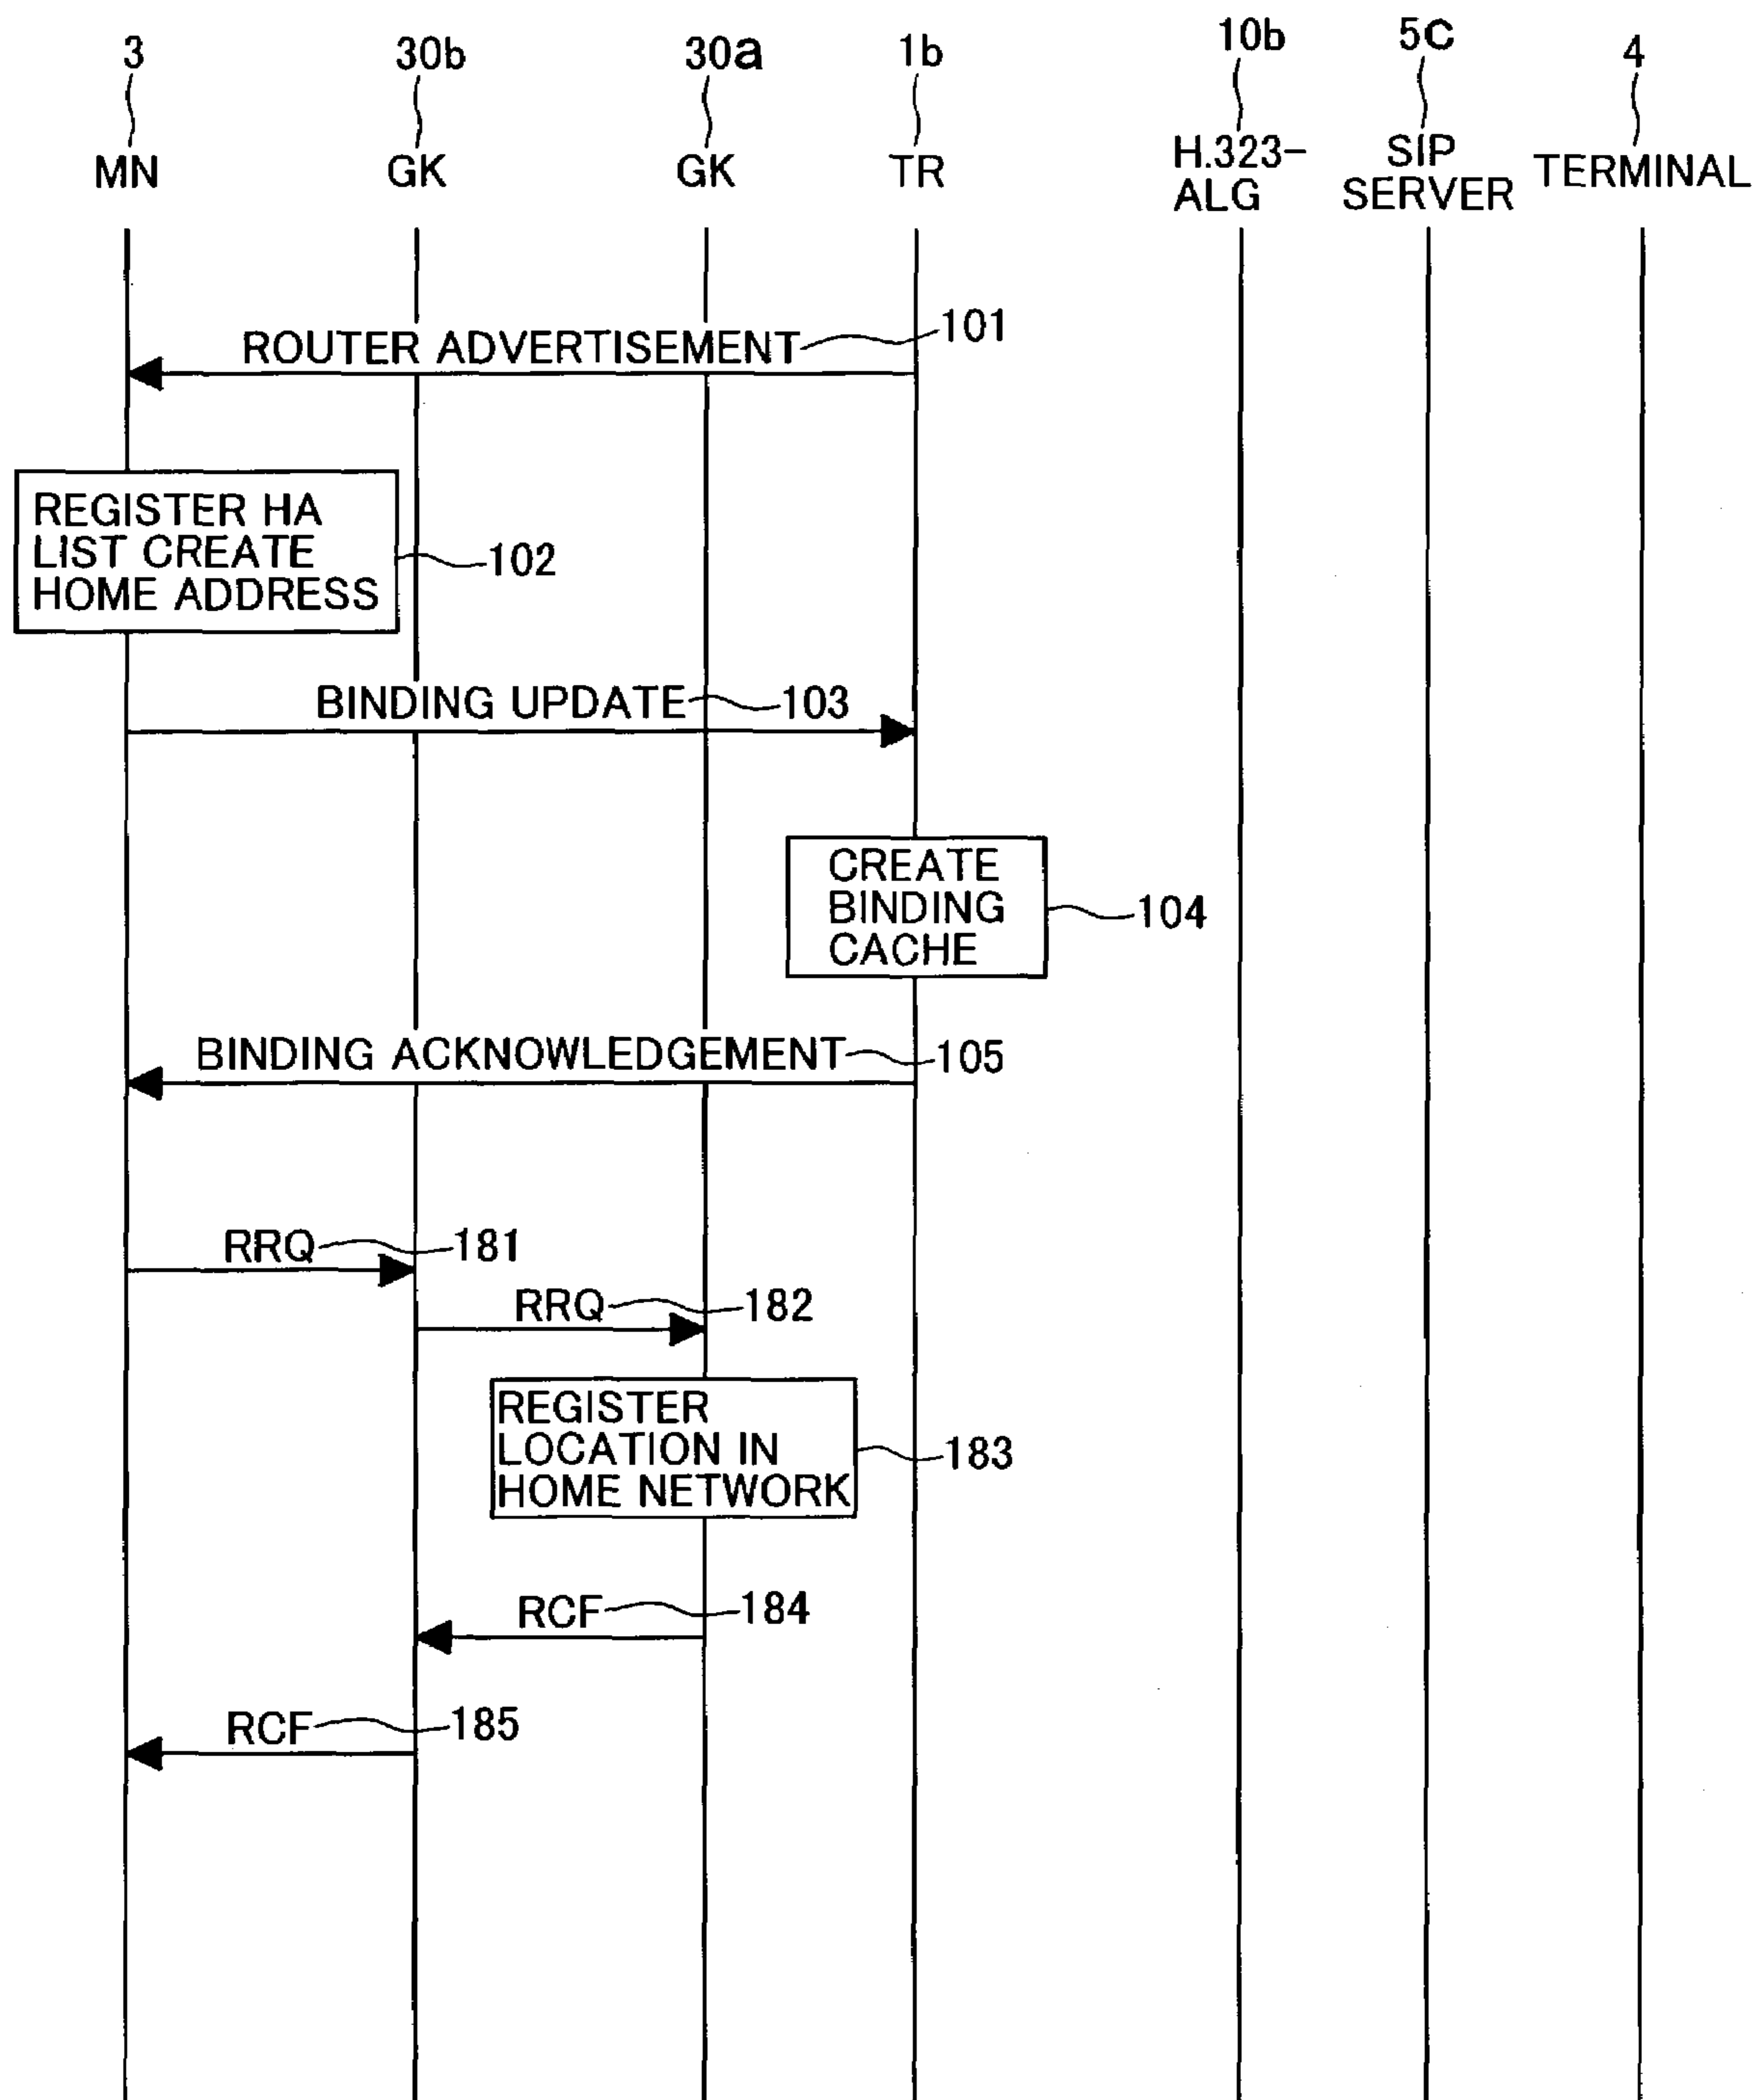 3 30b 30a 1b 10b 5C 4
MN GK GK TR H.323- SIP TERMINAL
ALG SERVER
ROUTER ADVERTISEMENT 101
REGISTER HA
LIST CREATE
HOME ADDRESS
102
BINDING UPDATE 103
CREATE
BINDING
CACHE
104
BINDING ACKNOWLEDGEMENT 105
RRQ 181
RRQ 182
REGISTER
LOCATION IN
HOME NETWORK
183
RCF 184
RCF 185